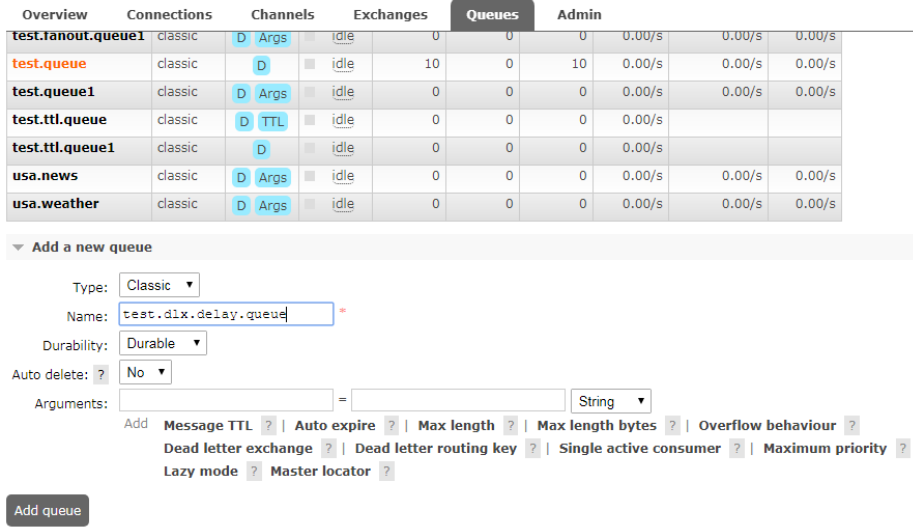 Overview Connections Channels Exchanges Queues Admin
test.fanout.queue1 classic D Args idle 0 0 0 0.00/s 0.00/s 0.00/s
test.queue classic D idle 10 0 10 0.00/s 0.00/s 0.00/s
test.queue1 classic D Args idle 0 0 0 0.00/s 0.00/s 0.00/s
test.ttl.queue classic D TTL idle 0 0 0 0.00/s
test.ttl.queue1 classic D idle 0 0 0 0.00/s
usa.news classic D Args idle 0 0 0 0.00/s 0.00/s 0.00/s
usa.weather classic D Args idle 0 0 0 0.00/s 0.00/s 0.00/s
Add a new queue
Type: Classic
Name: test.dlx.delay.queue *
Durability: Durable
Auto delete: ? No
Arguments: = String
Add Message TTL ? | Auto expire ? | Max length ? | Max length bytes ? | Overflow behaviour ?
Dead letter exchange ? | Dead letter routing key ? | Single active consumer ? | Maximum priority ?
Lazy mode ? Master locator ?
Add queue